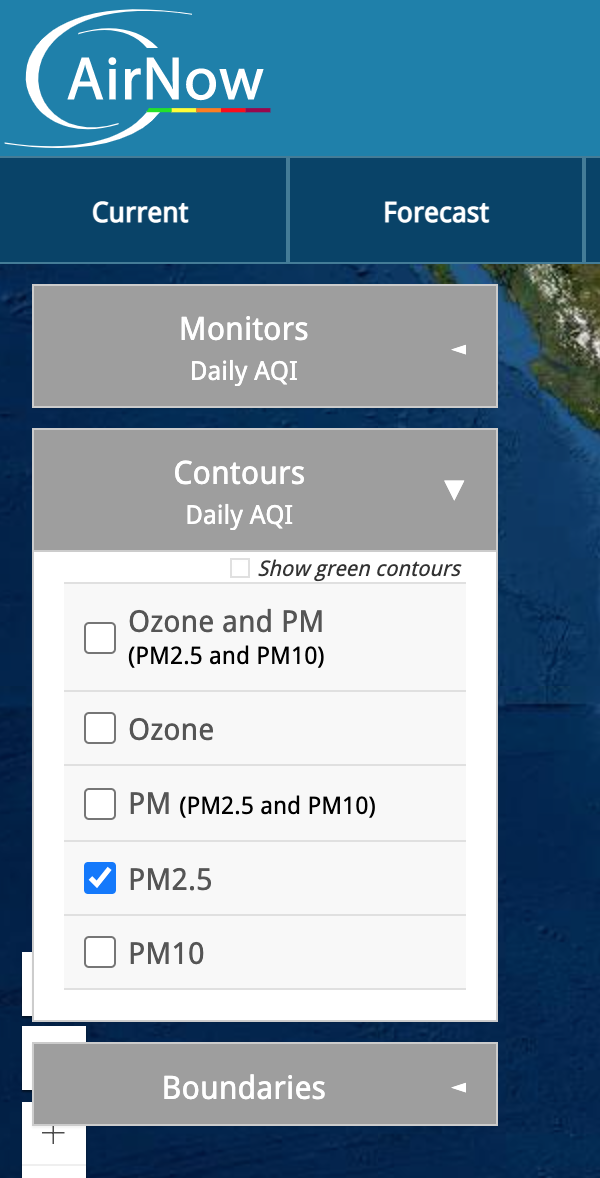 AirNow
Current
Forecast
Monitors
Daily AQI
Contours
Daily AQI
Show green contours
Ozone and PM
(PM2.5 and PM10)
Ozone
PM (PM2.5 and PM10)
PM2.5
PM10
Boundaries
+